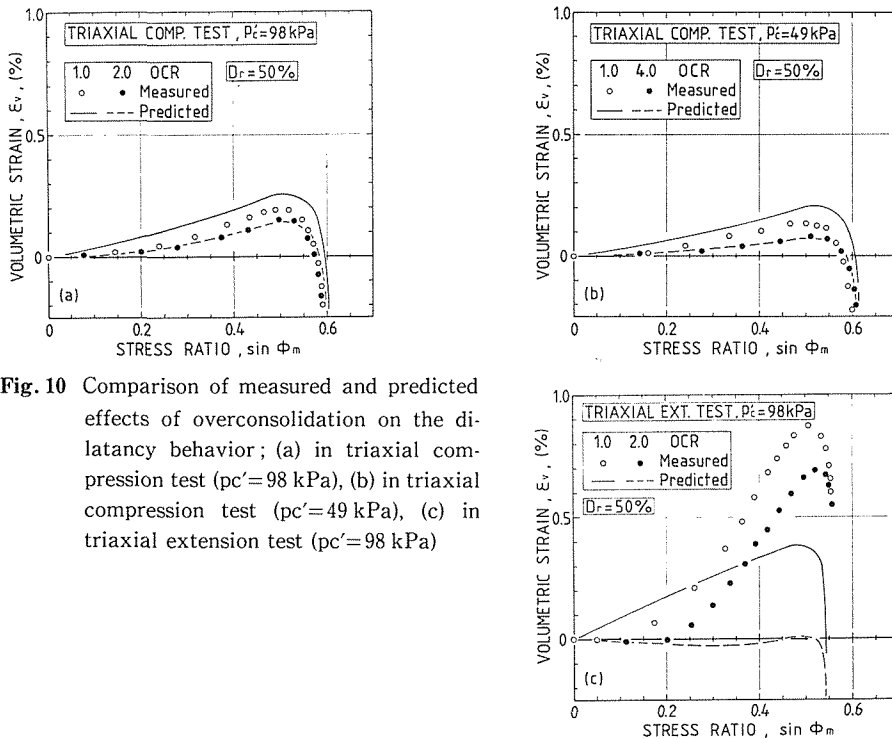 TRIAXIAL COMP. TEST, P'c=98kPa
1.0 2.0 OCR
Dr=50%
Measured
Predicted
VOLUMETRIC STRAIN, εv, (%)
1.0
0.5
0
(a)
0 0.2 0.4 0.6
STRESS RATIO, sin Φm
TRIAXIAL COMP. TEST, P'c=49kPa
1.0 4.0 OCR
Dr=50%
Measured
Predicted
VOLUMETRIC STRAIN, εv, (%)
1.0
0.5
0
(b)
0 0.2 0.4 0.6
STRESS RATIO, sin Φm
Fig. 10 Comparison of measured and predicted
effects of overconsolidation on the di-
latancy behavior; (a) in triaxial com-
pression test (pc′=98 kPa), (b) in triaxial
compression test (pc′=49 kPa), (c) in
triaxial extension test (pc′=98 kPa)
TRIAXIAL EXT. TEST, P'c=98kPa
1.0 2.0 OCR
Measured
Predicted
Dr=50%
VOLUMETRIC STRAIN, εv, (%)
1.0
0.5
0
(c)
0 0.2 0.4 0.6
STRESS RATIO, sin Φm